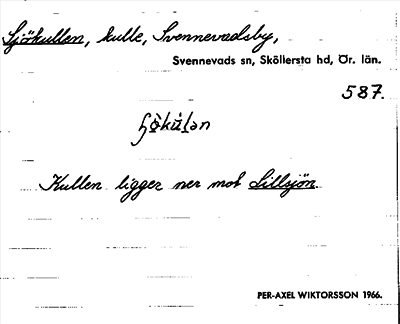 Sjökullen, kulle, Svennevadsby,
Svennevads sn, Sköllersta hd, Ör. län.
587.
Kullen ligger ner mot Lillsjön.
PER-AXEL WIKTORSSON 1966.